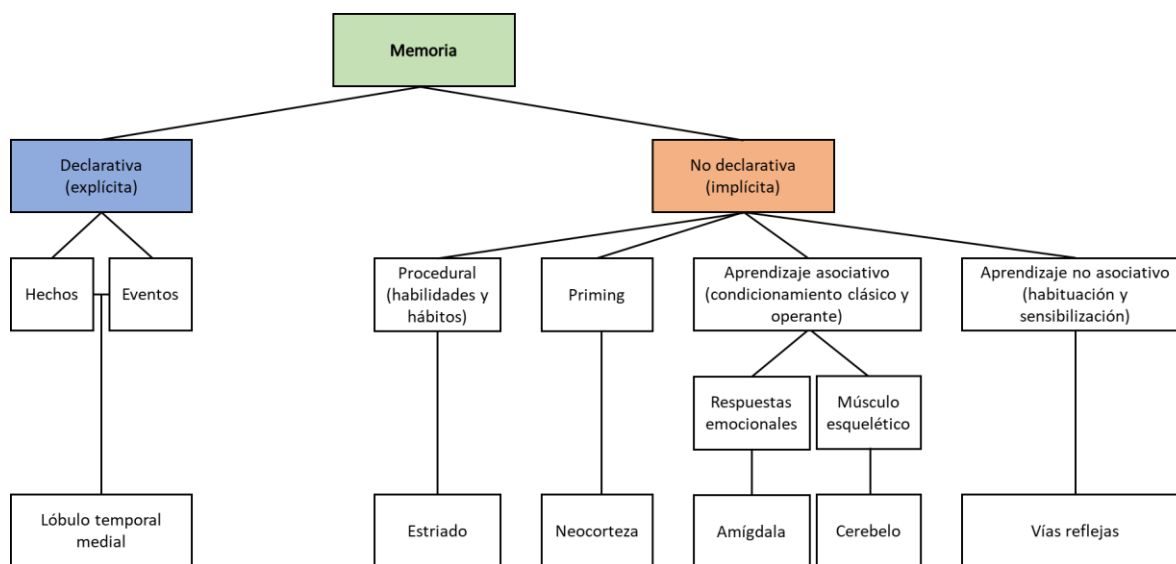 Memoria
Declarativa
(explícita)
No declarativa
(implícita)
Hechos
Eventos
Procedural
(habilidades y
hábitos)
Priming
Aprendizaje asociativo
(condicionamiento clásico y
operante)
Aprendizaje no asociativo
(habituación y
sensibilización)
Respuestas
emocionales
Músculo
esquelético
Lóbulo temporal
medial
Estriado
Neocorteza
Amígdala
Cerebelo
Vías reflejas